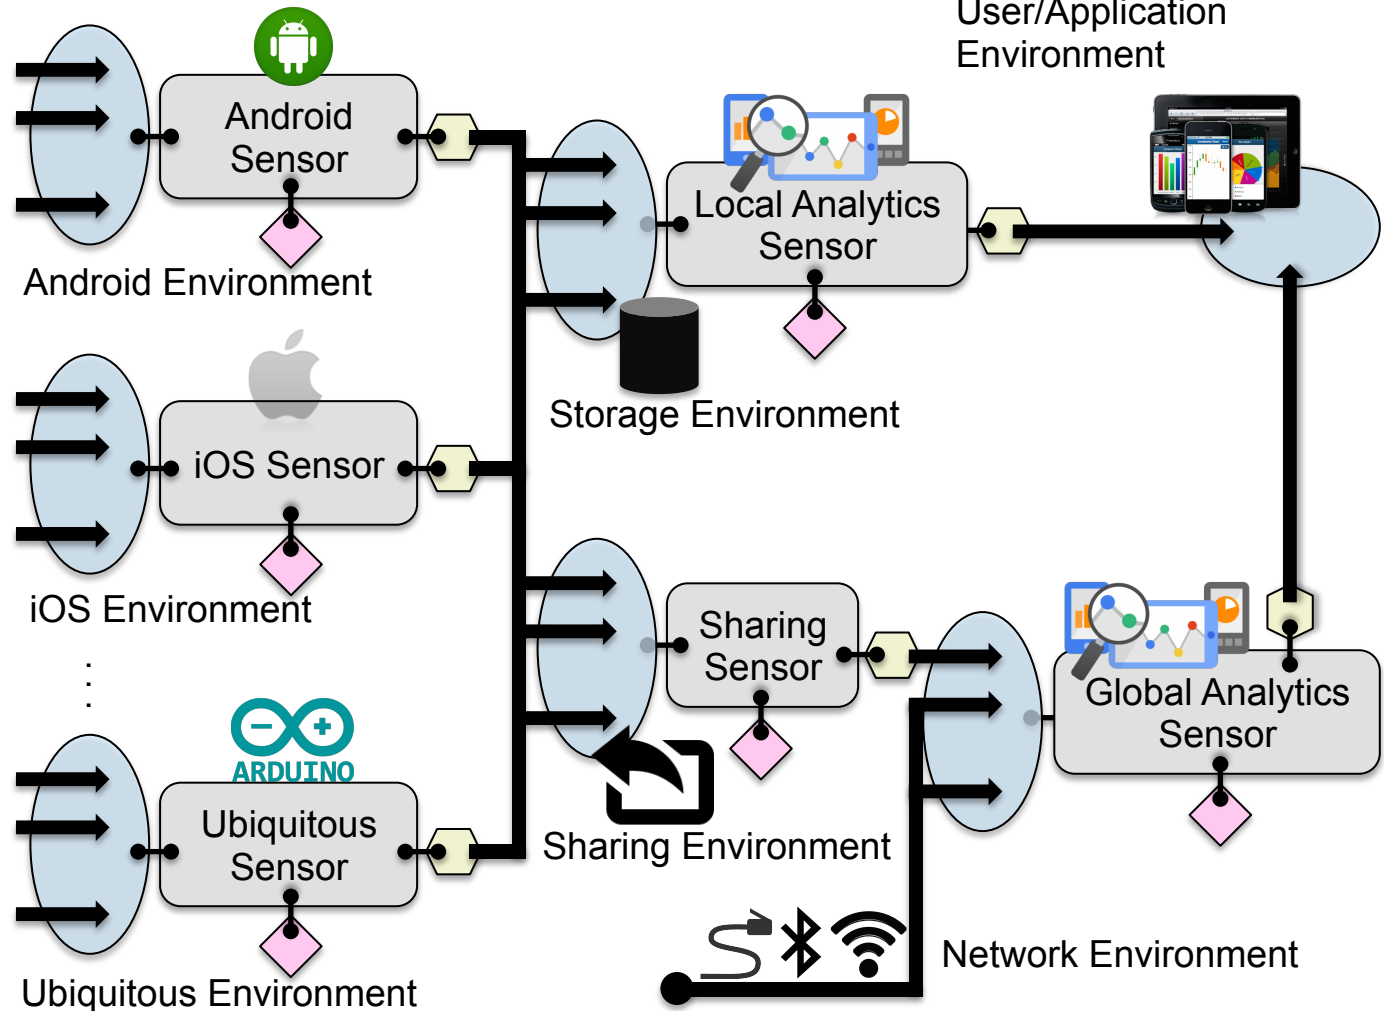 User/Application
Environment
Android
Sensor
Android Environment
Local Analytics
Sensor
Storage Environment
iOS Sensor
iOS Environment
Sharing
Sensor
Sharing Environment
Global Analytics
Sensor
ARDUINO
Ubiquitous
Sensor
Ubiquitous Environment
Network Environment